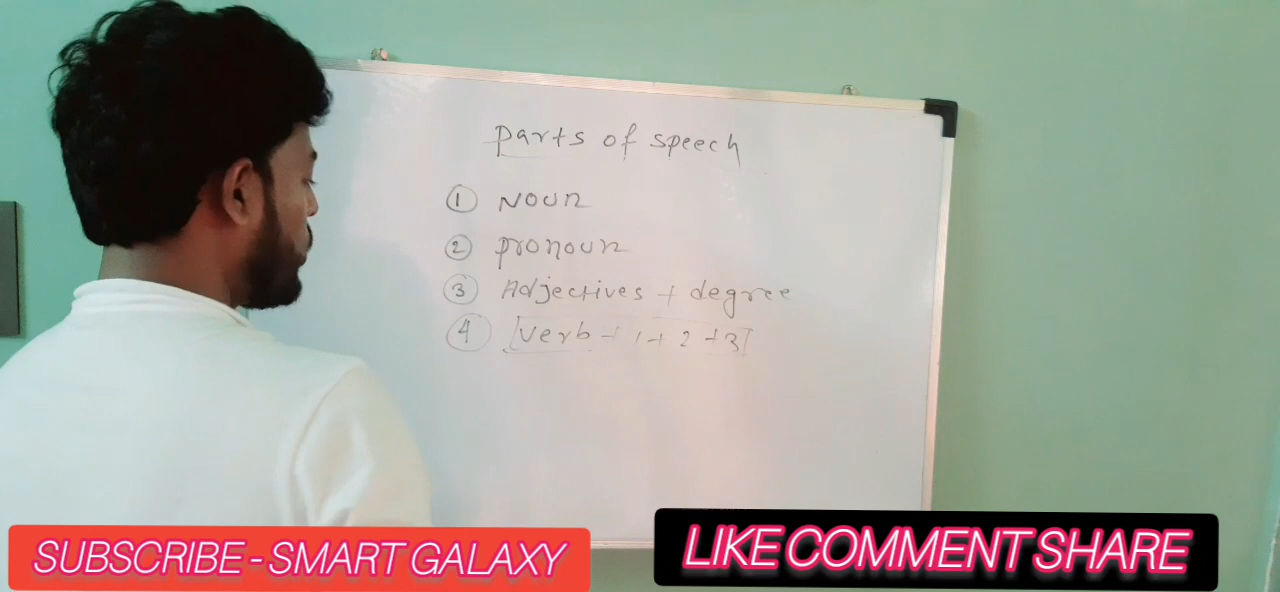 parts of speech
① Noun
② pronoun
③ Adjectives + degree
④ [verb + 1 + 2 + 3]
SUBSCRIBE - SMART GALAXY
LIKE COMMENT SHARE